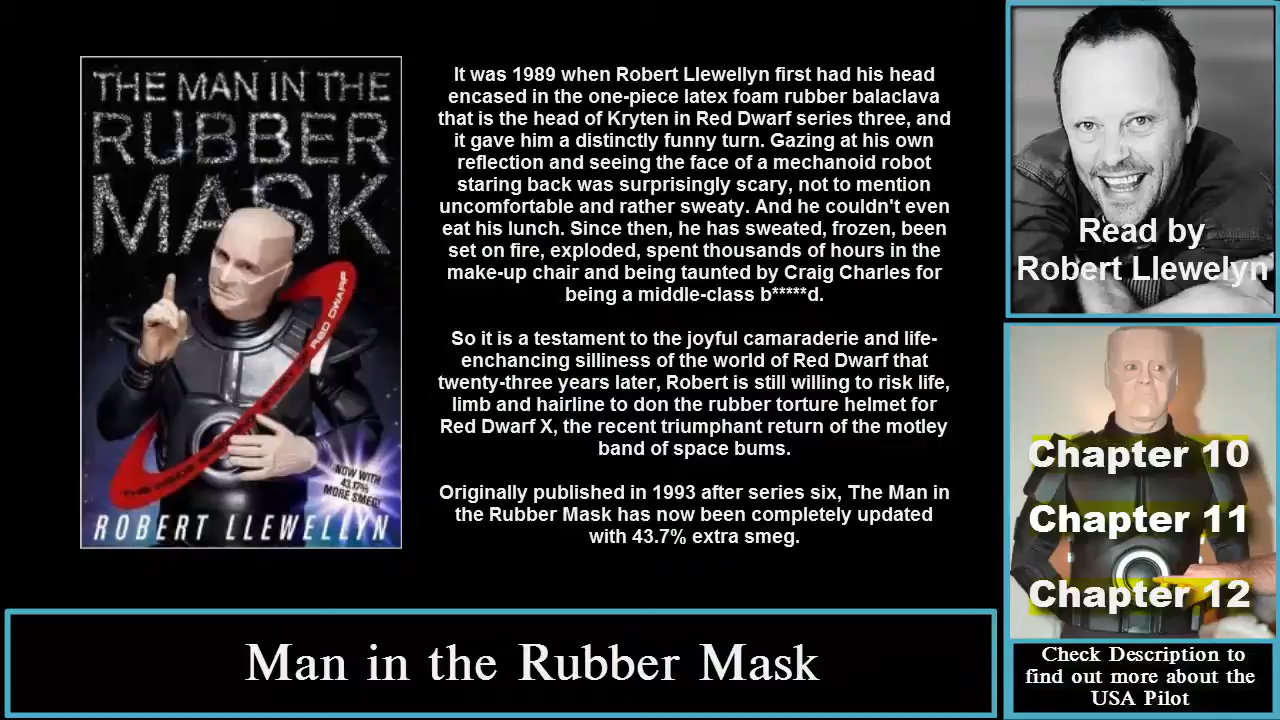 THE MAN IN THE
RUBBER
MASK
RED DWARF
NOW WITH
43.17%
MORE SMEG!
ROBERT LLEWELLYN
It was 1989 when Robert Llewellyn first had his head
encased in the one-piece latex foam rubber balaclava
that is the head of Kryten in Red Dwarf series three, and
it gave him a distinctly funny turn. Gazing at his own
reflection and seeing the face of a mechanoid robot
staring back was surprisingly scary, not to mention
uncomfortable and rather sweaty. And he couldn't even
eat his lunch. Since then, he has sweated, frozen, been
set on fire, exploded, spent thousands of hours in the
make-up chair and being taunted by Craig Charles for
being a middle-class b*****d.
So it is a testament to the joyful camaraderie and life-
enchancing silliness of the world of Red Dwarf that
twenty-three years later, Robert is still willing to risk life,
limb and hairline to don the rubber torture helmet for
Red Dwarf X, the recent triumphant return of the motley
band of space bums.
Originally published in 1993 after series six, The Man in
the Rubber Mask has now been completely updated
with 43.7% extra smeg.
Read by
Robert Llewelyn
Chapter 10
Chapter 11
Chapter 12
Man in the Rubber Mask
Check Description to
find out more about the
USA Pilot